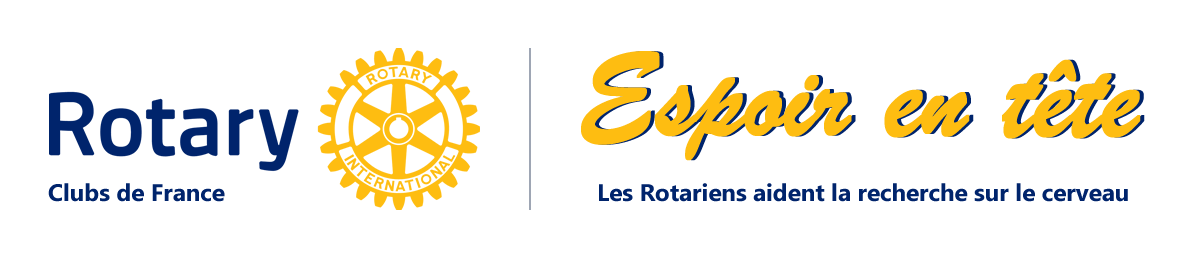 Rotary
Clubs de France
ROTARY
INTERNATIONAL
Espoir en tête
Les Rotariens aident la recherche sur le cerveau